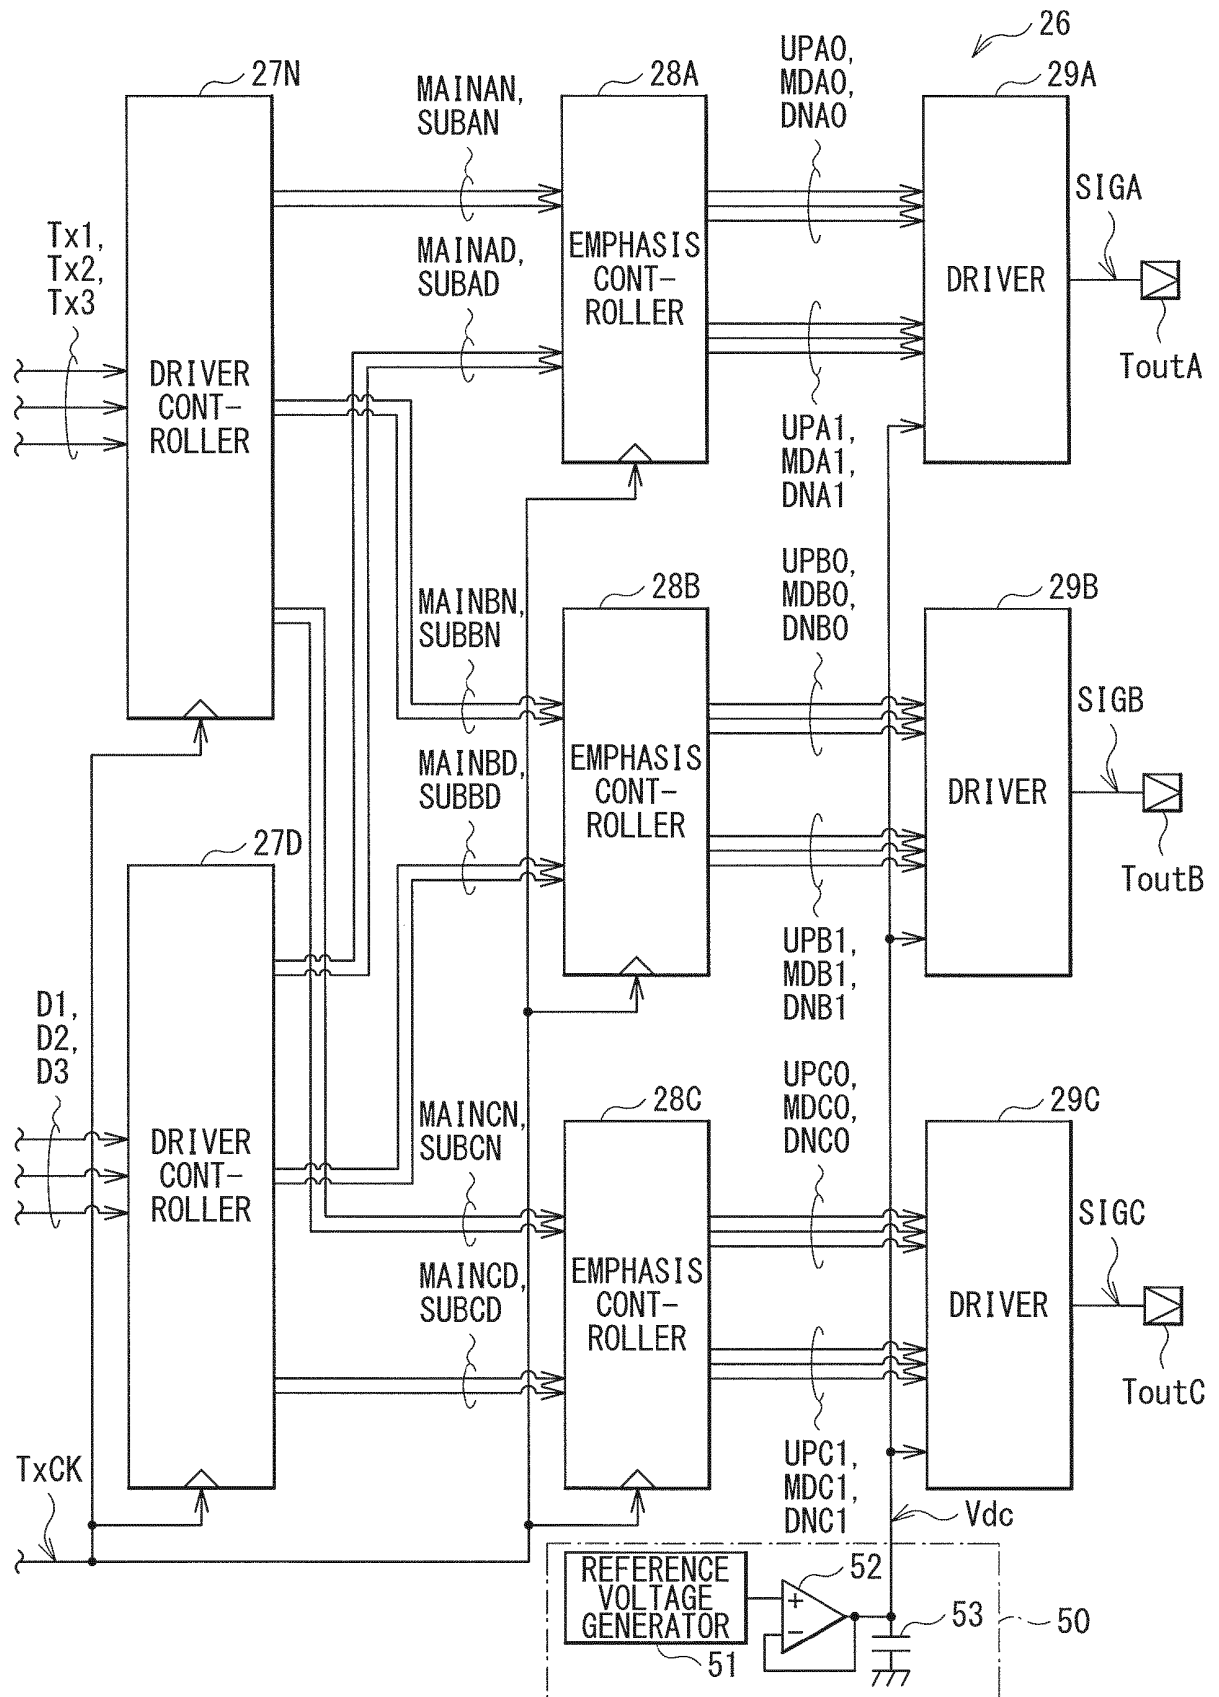 26
27N
MAINAN,
SUBAN
28A
UPA0,
MDA0,
DNA0
29A
Tx1,
Tx2,
Tx3
MAINAD,
SUBAD
EMPHASIS
CONT-
ROLLER
DRIVER
SIGA
ToutA
DRIVER
CONT-
ROLLER
UPA1,
MDA1,
DNA1
MAINBN,
SUBBN
28B
UPB0,
MDB0,
DNB0
29B
MAINBD,
SUBBD
EMPHASIS
CONT-
ROLLER
DRIVER
SIGB
ToutB
27D
UPB1,
MDB1,
DNB1
D1,
D2,
D3
DRIVER
CONT-
ROLLER
MAINCN,
SUBCN
28C
UPC0,
MDC0,
DNC0
29C
MAINCD,
SUBCD
EMPHASIS
CONT-
ROLLER
DRIVER
SIGC
ToutC
TxCK
UPC1,
MDC1,
DNC1
Vdc
REFERENCE
VOLTAGE
GENERATOR
51
+
−
52
53
50